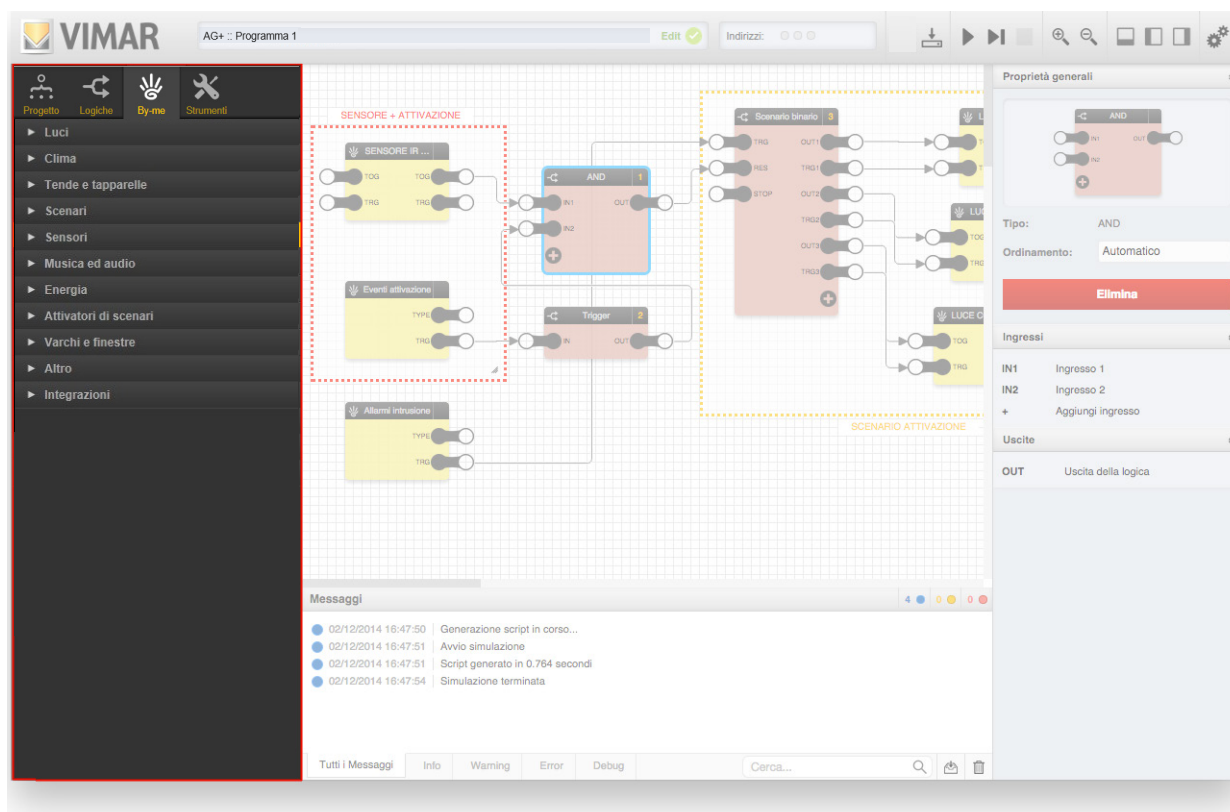 VIMAR
AG+ :: Programma 1
Edit
Indirizzi:
Progetto
Logiche
By-me
Strumenti
Luci
Clima
Tende e tapparelle
Scenari
Sensori
Musica ed audio
Energia
Attivatori di scenari
Varchi e finestre
Altro
Integrazioni
SENSORE + ATTIVAZIONE
SENSORE IR ...
TOG TOG
TRG TRG
Eventi attivazione
TYPE
TRG
Allarmi intrusione
TYPE
TRG
AND 1
IN1 OUT
IN2
Trigger 2
IN OUT
Scenario binario 3
TRG OUT1
RES TRG1
STOP OUT2
TRG2
OUT3
TRG3
TOG
TRG
LUCE C
TOG
TRG
SCENARIO ATTIVAZIONE
Messaggi
4 0 0
02/12/2014 16:47:50 Generazione script in corso...
02/12/2014 16:47:51 Avvio simulazione
02/12/2014 16:47:51 Script generato in 0.764 secondi
02/12/2014 16:47:54 Simulazione terminata
Tutti i Messaggi Info Warning Error Debug
Cerca...
Proprietà generali
AND
IN1 OUT
IN2
Tipo: AND
Ordinamento: Automatico
Elimina
Ingressi
IN1 Ingresso 1
IN2 Ingresso 2
+ Aggiungi ingresso
Uscite
OUT Uscita della logica